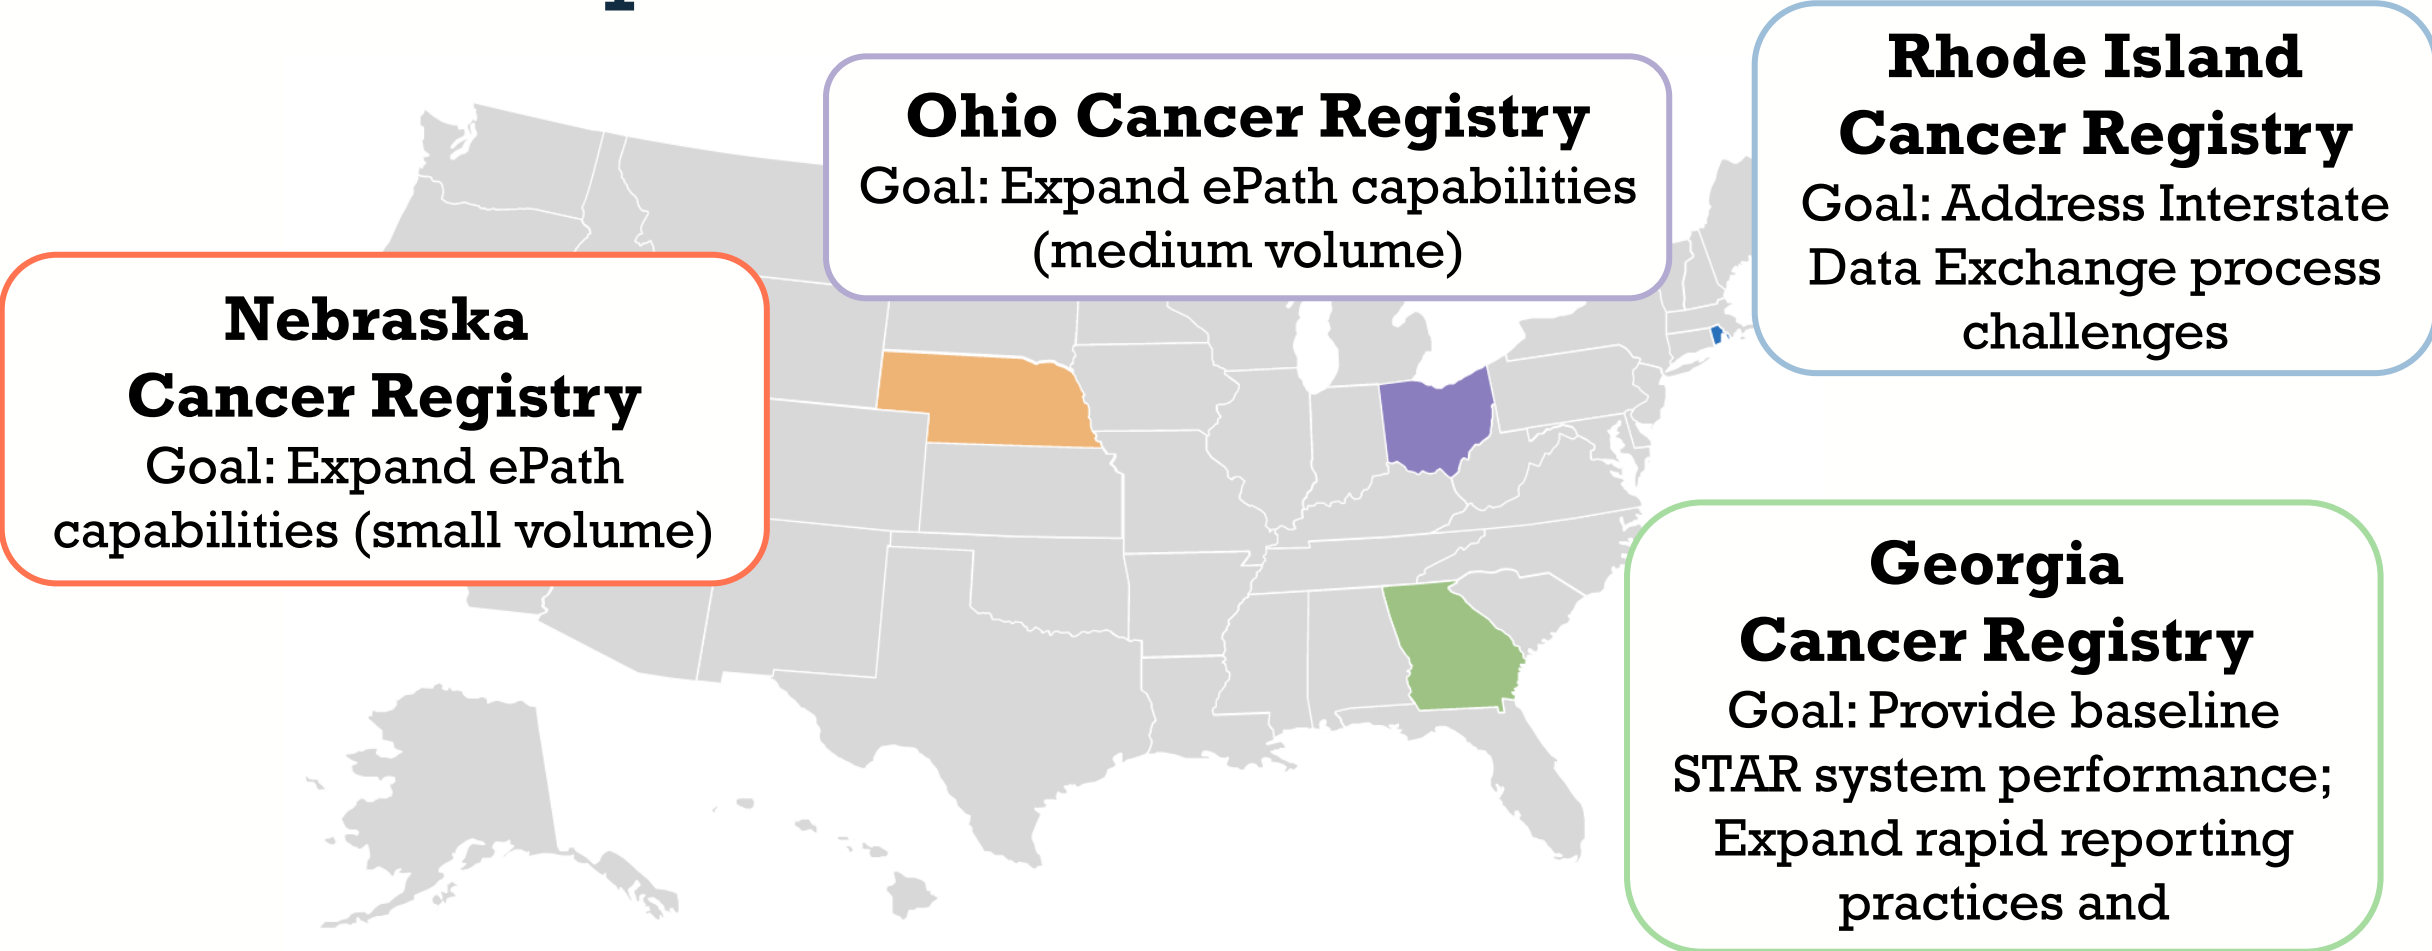 Ohio Cancer Registry
Goal: Expand ePath capabilities
(medium volume)
Rhode Island
Cancer Registry
Goal: Address Interstate
Data Exchange process
challenges
Nebraska
Cancer Registry
Goal: Expand ePath
capabilities (small volume)
Georgia
Cancer Registry
Goal: Provide baseline
STAR system performance;
Expand rapid reporting
practices and